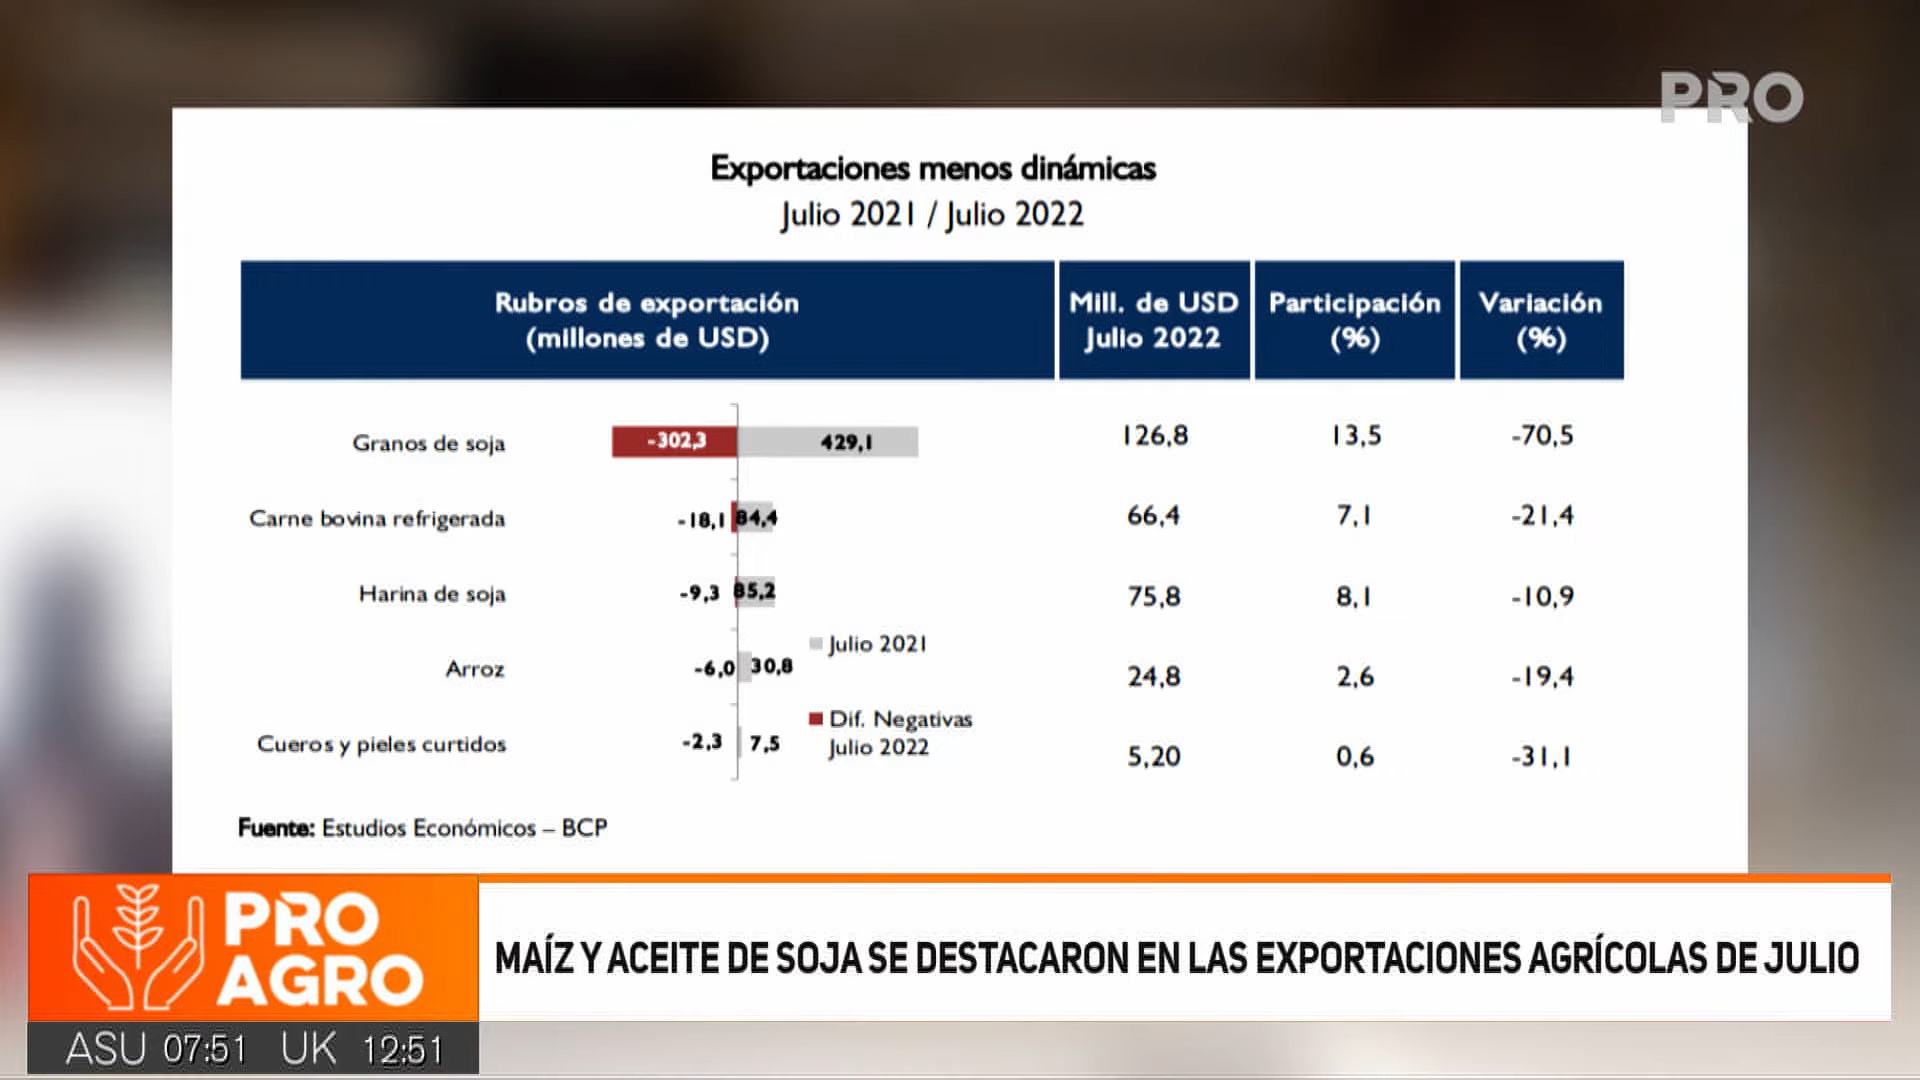 PRO
Exportaciones menos dinámicas
Julio 2021 / Julio 2022
Rubros de exportación
(millones de USD)
Mill. de USD
Julio 2022
Participación
(%)
Variación
(%)
Granos de soja -302,3 429,1 126,8 13,5 -70,5
Carne bovina refrigerada -18,1 84,4 66,4 7,1 -21,4
Harina de soja -9,3 85,2 75,8 8,1 -10,9
Julio 2021
Arroz -6,0 30,8 24,8 2,6 -19,4
Dif. Negativas
Julio 2022
Cueros y pieles curtidos -2,3 7,5 5,20 0,6 -31,1
Fuente: Estudios Económicos – BCP
PRO
AGRO
MAÍZ Y ACEITE DE SOJA SE DESTACARON EN LAS EXPORTACIONES AGRÍCOLAS DE JULIO
ASU 07:51 UK 12:51